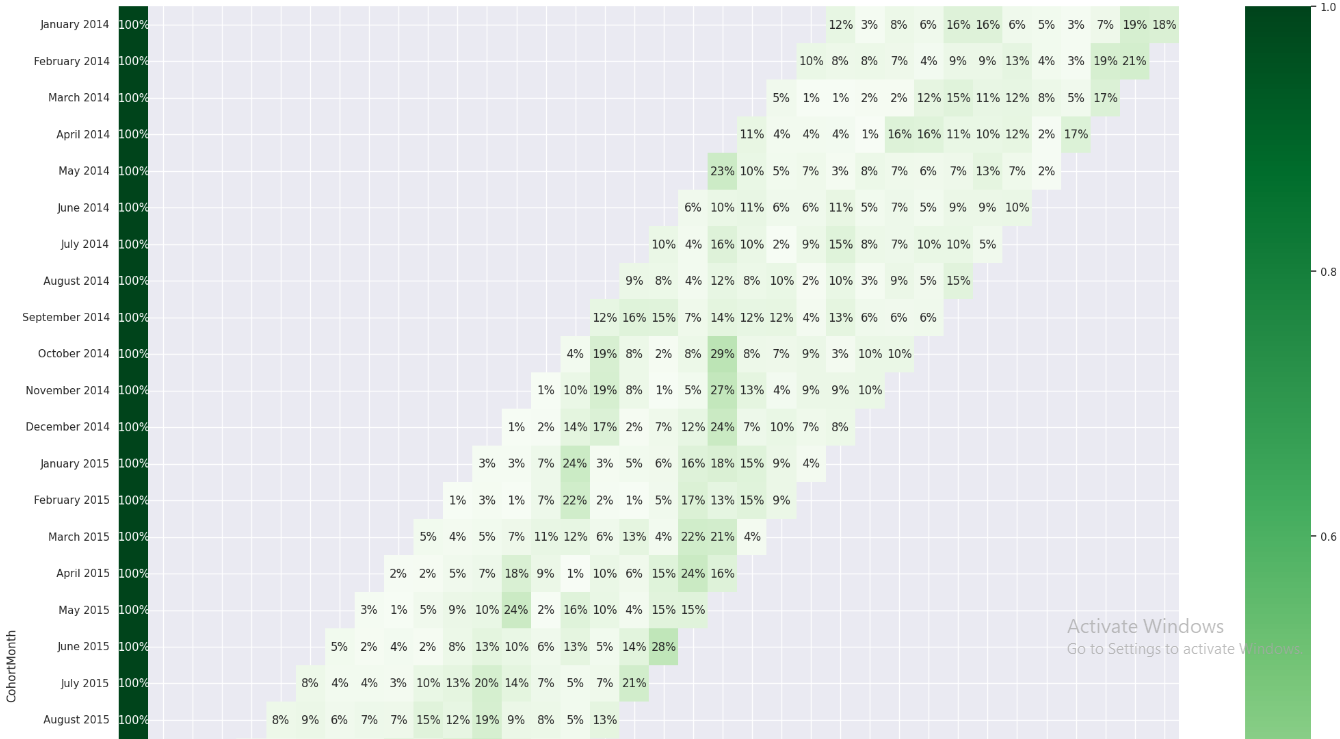 January 2014 100% 12% 3% 8% 6% 16% 16% 6% 5% 3% 7% 19% 18% 1.0
February 2014 100% 10% 8% 8% 7% 4% 9% 9% 13% 4% 3% 19% 21%
March 2014 100% 5% 1% 1% 2% 2% 12% 15% 11% 12% 8% 5% 17%
April 2014 100% 11% 4% 4% 4% 1% 16% 16% 11% 10% 12% 2% 17%
May 2014 100% 23% 10% 5% 7% 3% 8% 7% 6% 7% 13% 7% 2%
June 2014 100% 6% 10% 11% 6% 6% 11% 5% 7% 5% 9% 9% 10%
July 2014 100% 10% 4% 16% 10% 2% 9% 15% 8% 7% 10% 10% 5%
August 2014 100% 9% 8% 4% 12% 8% 10% 2% 10% 3% 9% 5% 15% 0.8
September 2014 100% 12% 16% 15% 7% 14% 12% 12% 4% 13% 6% 6% 6%
October 2014 100% 4% 19% 8% 2% 8% 29% 8% 7% 9% 3% 10% 10%
November 2014 100% 1% 10% 19% 8% 1% 5% 27% 13% 4% 9% 9% 10%
December 2014 100% 1% 2% 14% 17% 2% 7% 12% 24% 7% 10% 7% 8%
January 2015 100% 3% 3% 7% 24% 3% 5% 6% 16% 18% 15% 9% 4%
February 2015 100% 1% 3% 1% 7% 22% 2% 1% 5% 17% 13% 15% 9%
March 2015 100% 5% 4% 5% 7% 11% 12% 6% 13% 4% 22% 21% 4% 0.6
April 2015 100% 2% 2% 5% 7% 18% 9% 1% 10% 6% 15% 24% 16%
May 2015 100% 3% 1% 5% 9% 10% 24% 2% 16% 10% 4% 15% 15%
Activate Windows
June 2015 100% 5% 2% 4% 2% 8% 13% 10% 6% 13% 5% 14% 28%
Go to Settings to activate Windows.
July 2015 100% 8% 4% 4% 3% 10% 13% 20% 14% 7% 5% 7% 21%
August 2015 100% 8% 9% 6% 7% 7% 15% 12% 19% 9% 8% 5% 13%
CohortMonth